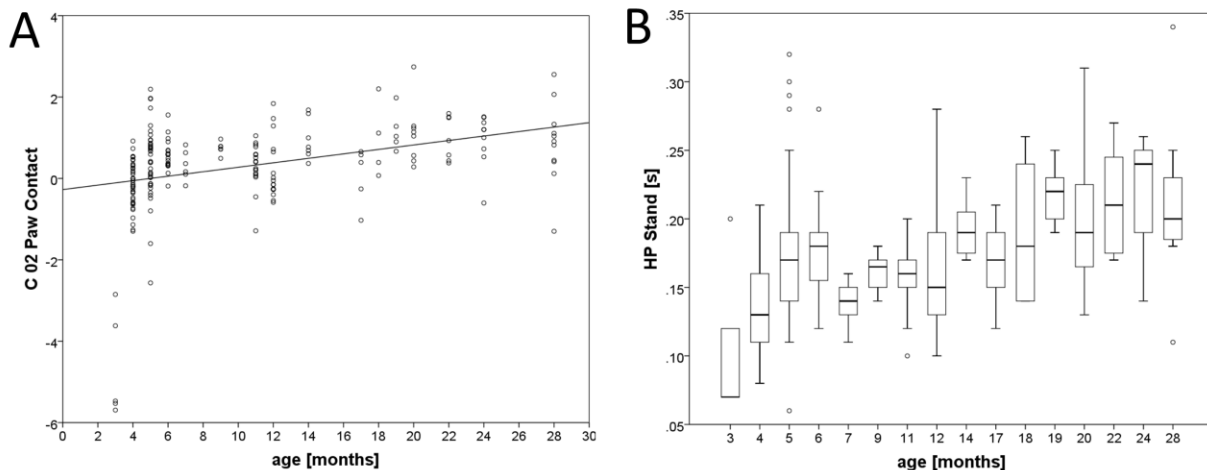 A
C 02 Paw Contact
4
2
0
-2
-4
-6
0 2 4 6 8 10 12 14 16 18 20 22 24 26 28 30
age [months]
B
HP Stand [s]
.35
.30
.25
.20
.15
.10
.05
3 4 5 6 7 9 11 12 14 17 18 19 20 22 24 28
age [months]